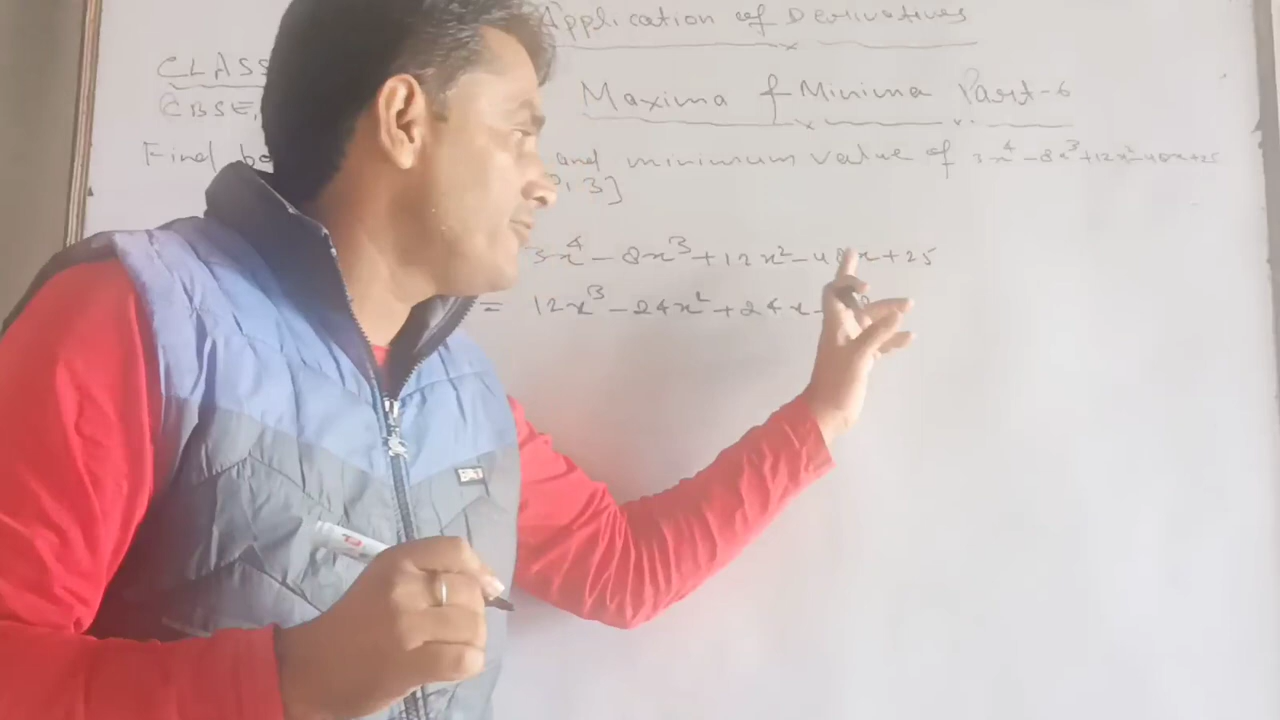 Application of Derivatives
CLASS
CBSE,
Maxima & Minima Part-6
Find and minimum value of 3x⁴-8x³+12x²-48x+25
, 3]
3x⁴-8x³+12x²-48x+25
= 12x³-24x²+24x-